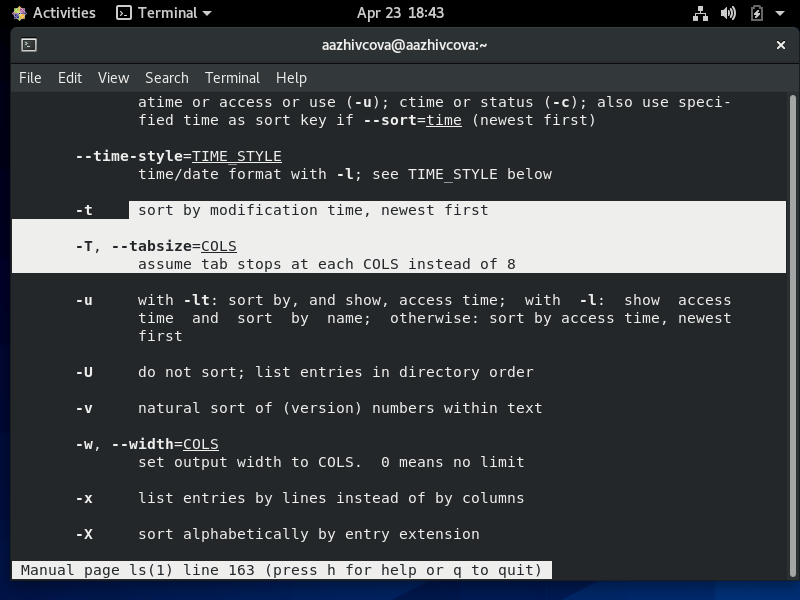 Activities Terminal Apr 23 18:43
aazhivcova@aazhivcova:~
File Edit View Search Terminal Help
atime or access or use (-u); ctime or status (-c); also use speci-
fied time as sort key if --sort=time (newest first)
--time-style=TIME_STYLE
time/date format with -l; see TIME_STYLE below
-t sort by modification time, newest first
-T, --tabsize=COLS
assume tab stops at each COLS instead of 8
-u with -lt: sort by, and show, access time; with -l: show access
time and sort by name; otherwise: sort by access time, newest
first
-U do not sort; list entries in directory order
-v natural sort of (version) numbers within text
-w, --width=COLS
set output width to COLS. 0 means no limit
-x list entries by lines instead of by columns
-X sort alphabetically by entry extension
Manual page ls(1) line 163 (press h for help or q to quit)